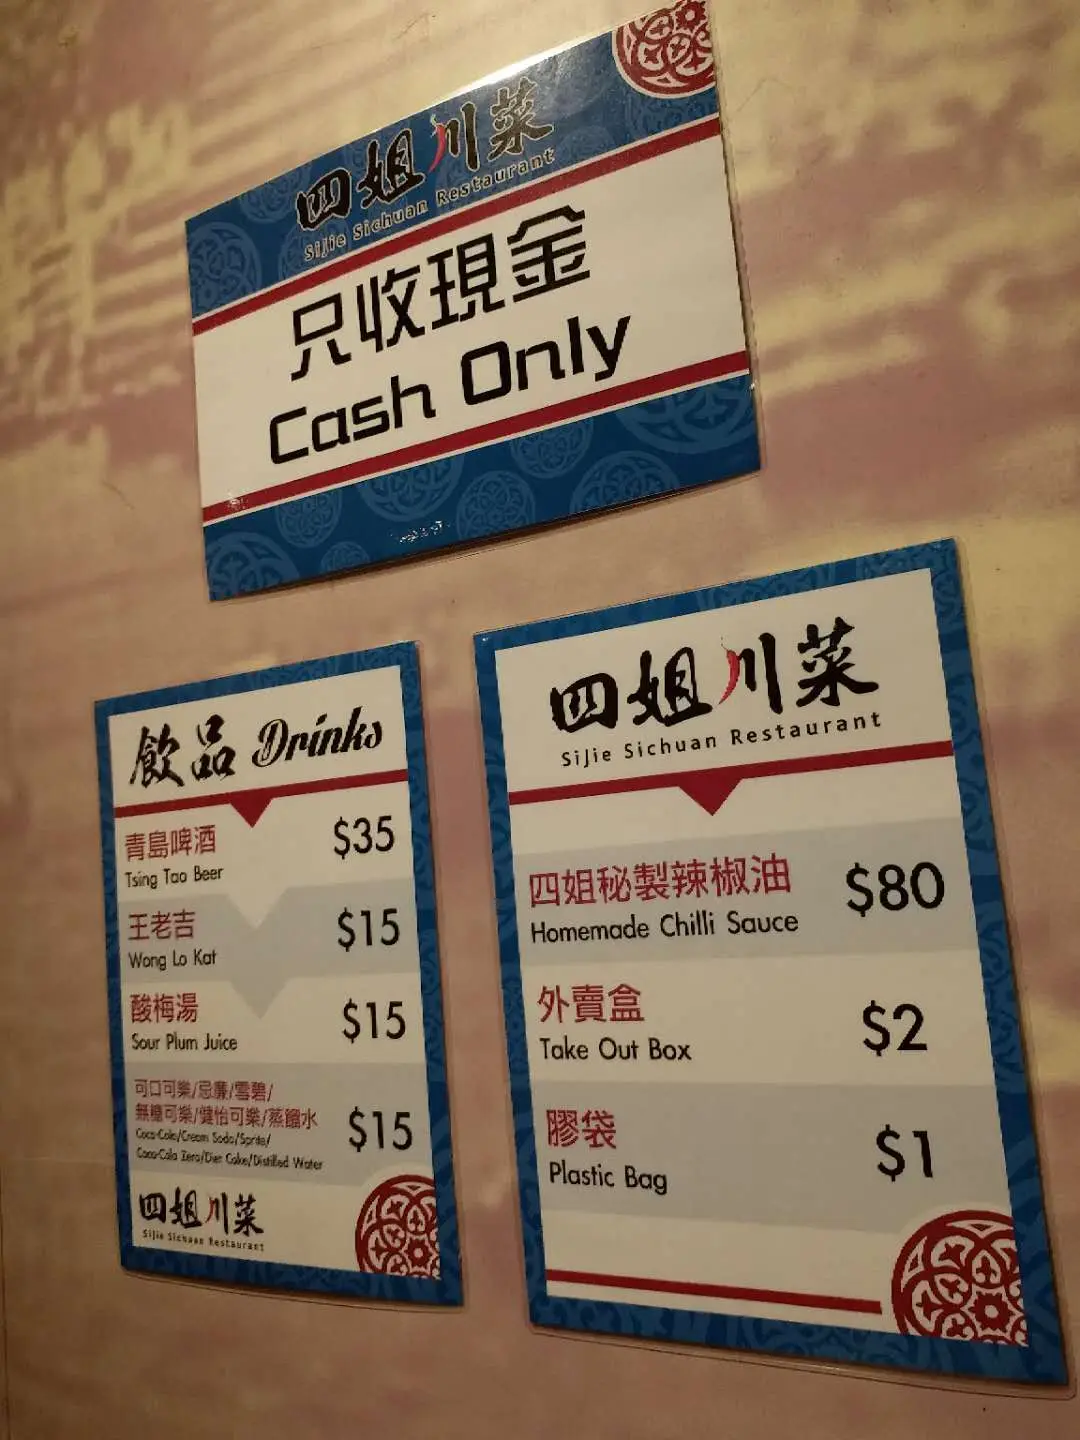 四姐川菜
SiJie Sichuan Restaurant
只收現金
Cash Only
飲品 Drinks
青島啤酒
Tsing Tao Beer
$35
王老吉
Wong Lo Kat
$15
酸梅湯
Sour Plum Juice
$15
可口可樂/忌廉/雪碧/
無糖可樂/健怡可樂/蒸餾水
Coca-Cola/Cream Soda/Sprite/
Coca-Cola Zero/Diet Coke/Distilled Water
$15
四姐川菜
SiJie Sichuan Restaurant
四姐川菜
SiJie Sichuan Restaurant
四姐秘製辣椒油
Homemade Chilli Sauce
$80
外賣盒
Take Out Box
$2
膠袋
Plastic Bag
$1